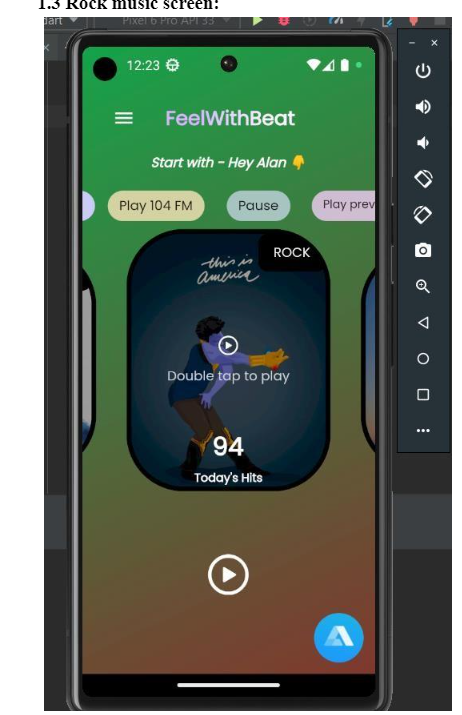 1.3 Rock music screen:
dart
Pixel 6 Pro API 33
12:23
FeelWithBeat
Start with - Hey Alan 👇
Play 104 FM
Pause
Play prev
this is
america
ROCK
Double tap to play
94
Today's Hits